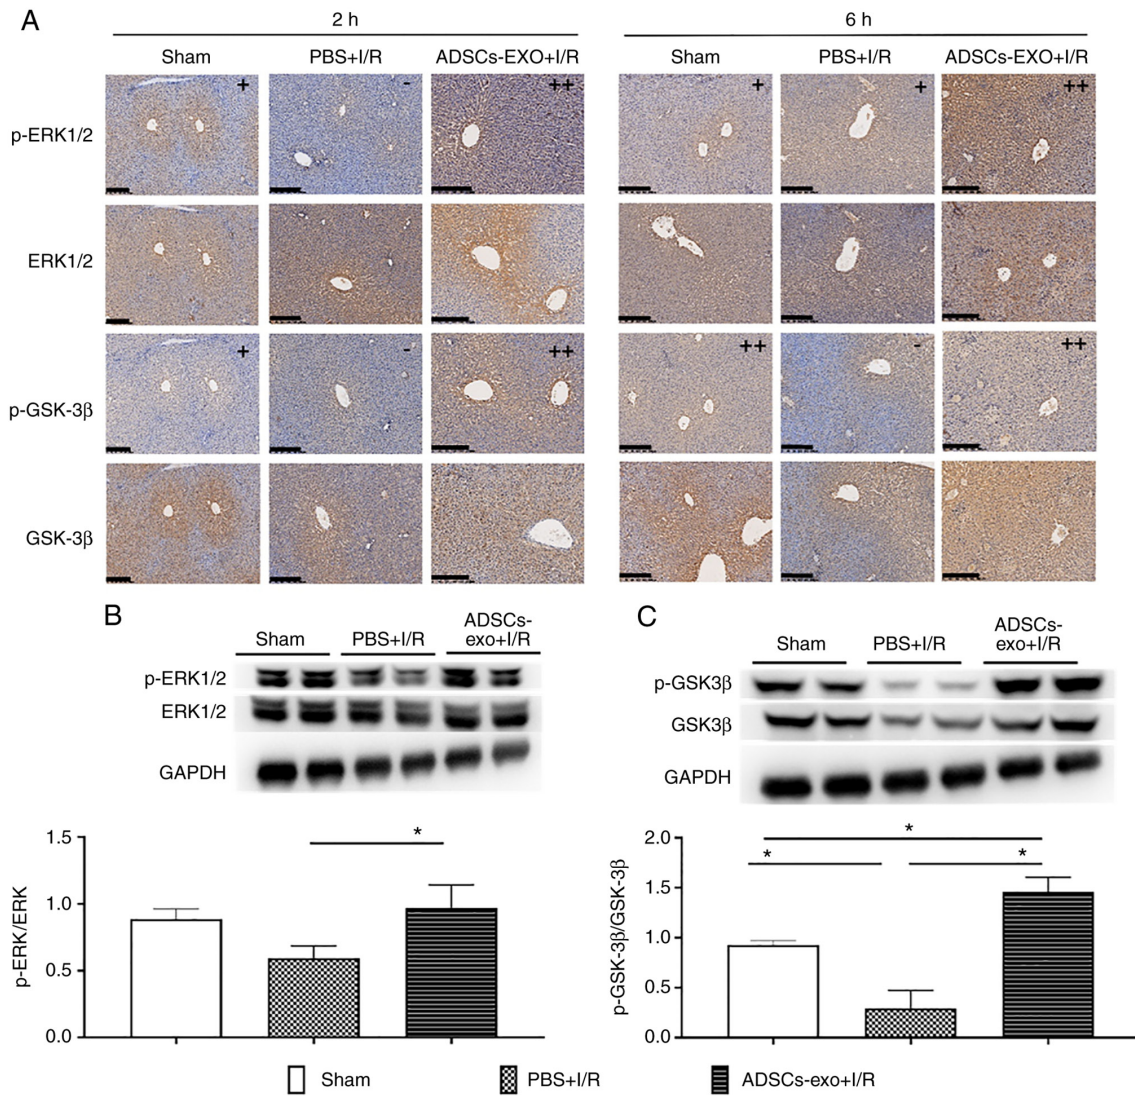 A
2 h
6 h
Sham PBS+I/R ADSCs-EXO+I/R Sham PBS+I/R ADSCs-EXO+I/R
p-ERK1/2 + - ++ + + ++
ERK1/2
p-GSK-3β + - ++ ++ - ++
GSK-3β
B
Sham PBS+I/R ADSCs-
exo+I/R
p-ERK1/2
ERK1/2
GAPDH
p-ERK/ERK
1.5
1.0
0.5
0.0
*
C
Sham PBS+I/R ADSCs-
exo+I/R
p-GSK3β
GSK3β
GAPDH
p-GSK-3β/GSK-3β
2.0
1.5
1.0
0.5
0.0
*
* *
Sham PBS+I/R ADSCs-exo+I/R